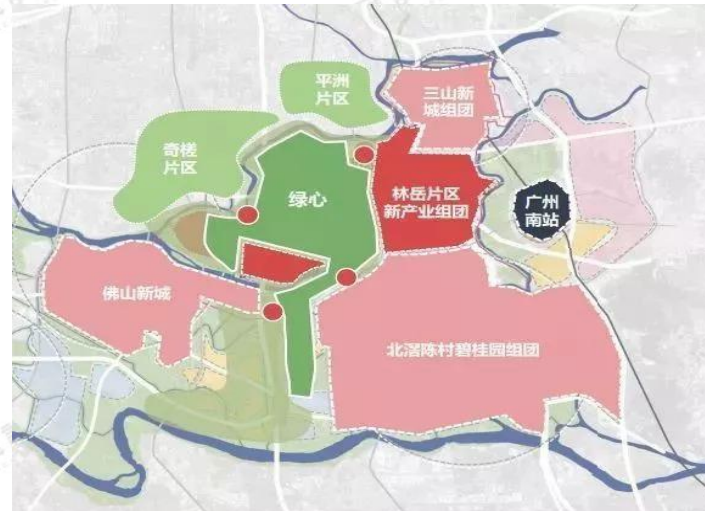 平洲
片区
三山新
城组团
奇槎
片区
绿心
林岳片区
新产业组团
广州
南站
佛山新城
北滘陈村碧桂园组团